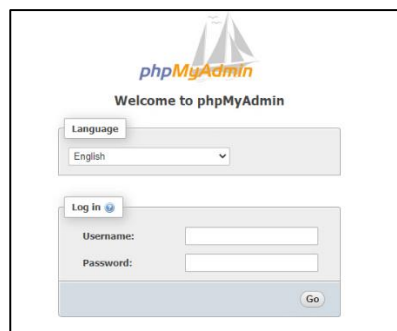 phpMyAdmin
Welcome to phpMyAdmin
Language
English
Log in
Username:
Password:
Go